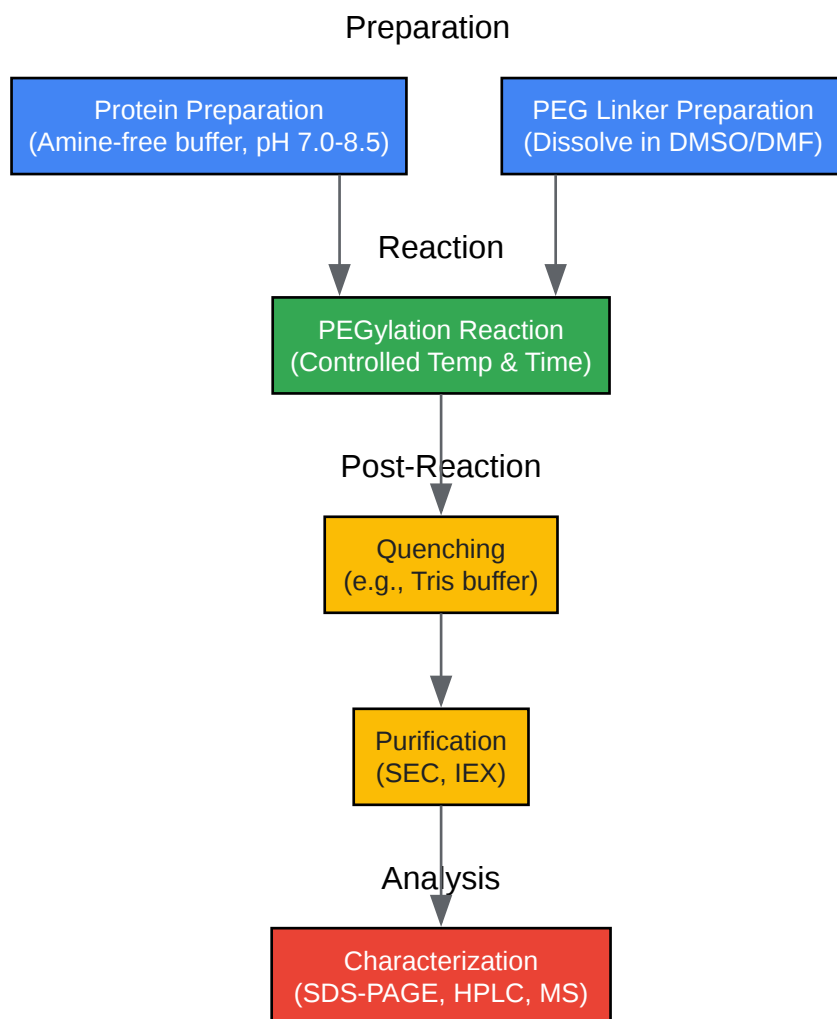 Preparation
Protein Preparation
(Amine-free buffer, pH 7.0-8.5)
PEG Linker Preparation
(Dissolve in DMSO/DMF)
Reaction
PEGylation Reaction
(Controlled Temp & Time)
Post-Reaction
Quenching
(e.g., Tris buffer)
Purification
(SEC, IEX)
Analysis
Characterization
(SDS-PAGE, HPLC, MS)